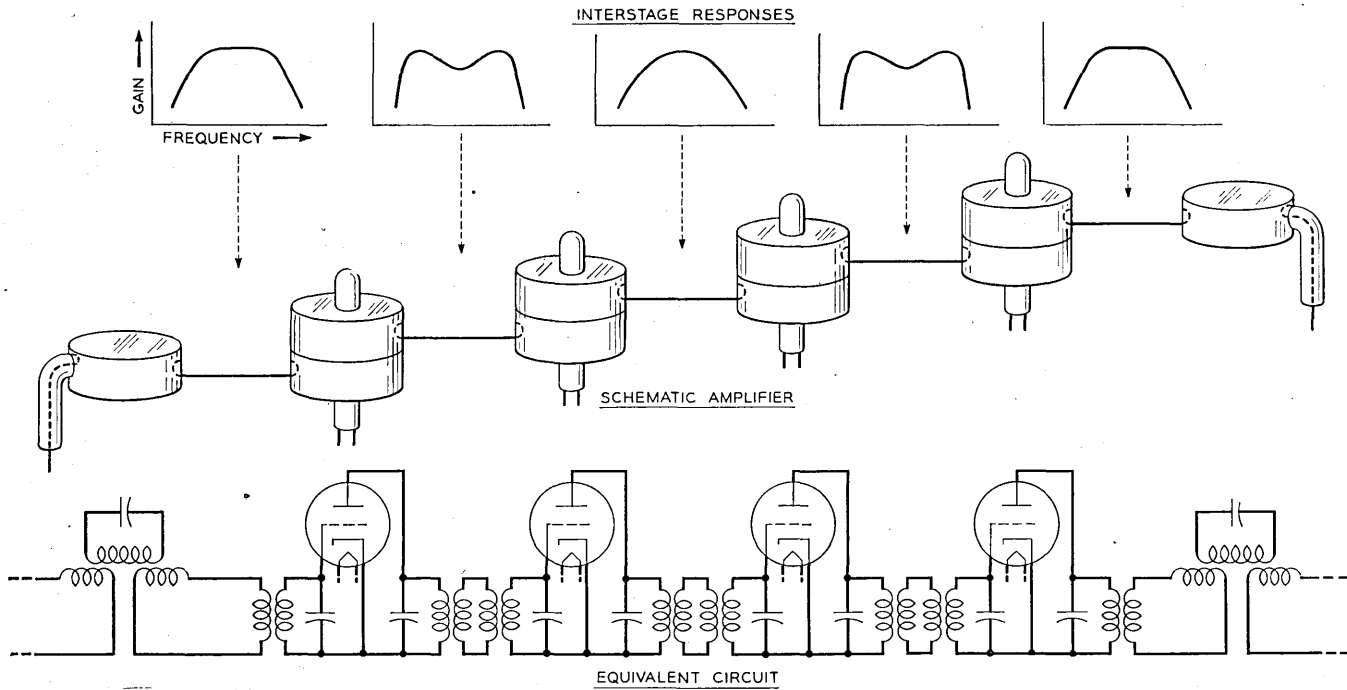 INTERSTAGE RESPONSES
GAIN
FREQUENCY
SCHEMATIC AMPLIFIER
EQUIVALENT CIRCUIT